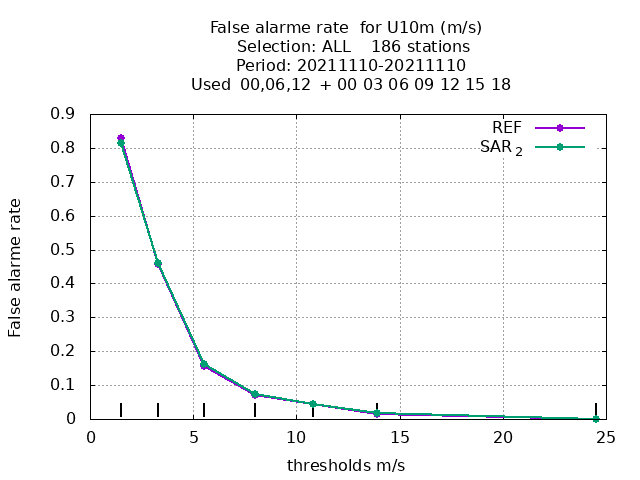 False alarme rate  for U10m (m/s)
Selection: ALL    186 stations
Period: 20211110-20211110
Used  00,06,12  + 00 03 06 09 12 15 18
REF
SAR 2
0.9
0.8
0.7
0.6
0.5
0.4
0.3
0.2
0.1
0
False alarme rate
0 5 10 15 20 25
thresholds m/s